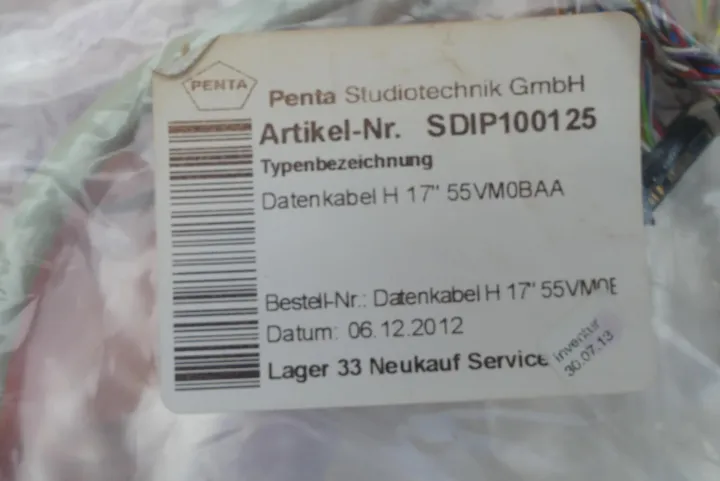 PENTA
Penta Studiotechnik GmbH
Artikel-Nr. SDIP100125
Typenbezeichnung
Datenkabel H 17" 55VM0BAA
Bestell-Nr.: Datenkabel H 17" 55VM0E
Datum: 06.12.2012
Lager 33 Neukauf Service
inventur
30.07.13